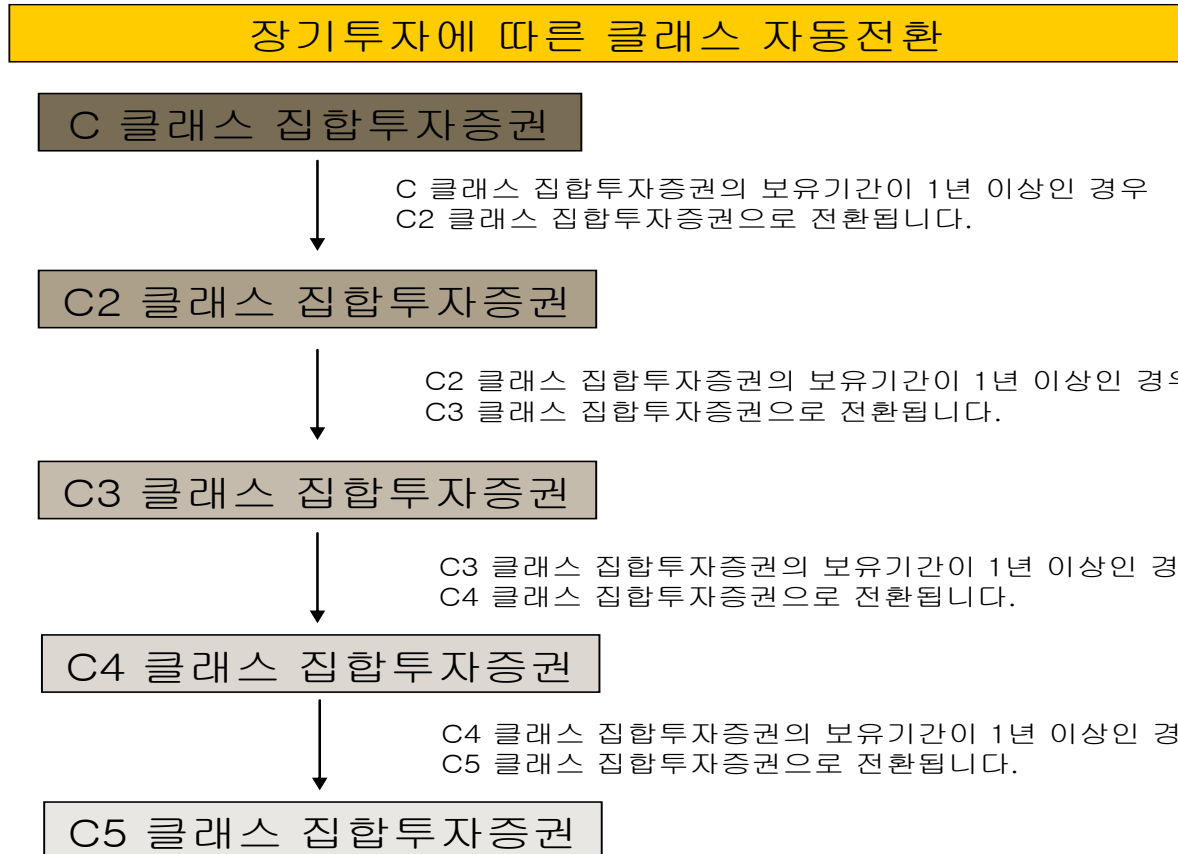 장기투자에 따른 클래스 자동전환
C 클래스 집합투자증권
C 클래스 집합투자증권의 보유기간이 1년 이상인 경우
C2 클래스 집합투자증권으로 전환됩니다.
C2 클래스 집합투자증권
C2 클래스 집합투자증권의 보유기간이 1년 이상인 경우
C3 클래스 집합투자증권으로 전환됩니다.
C3 클래스 집합투자증권
C3 클래스 집합투자증권의 보유기간이 1년 이상인 경
C4 클래스 집합투자증권으로 전환됩니다.
C4 클래스 집합투자증권
C4 클래스 집합투자증권의 보유기간이 1년 이상인 경
C5 클래스 집합투자증권으로 전환됩니다.
C5 클래스 집합투자증권